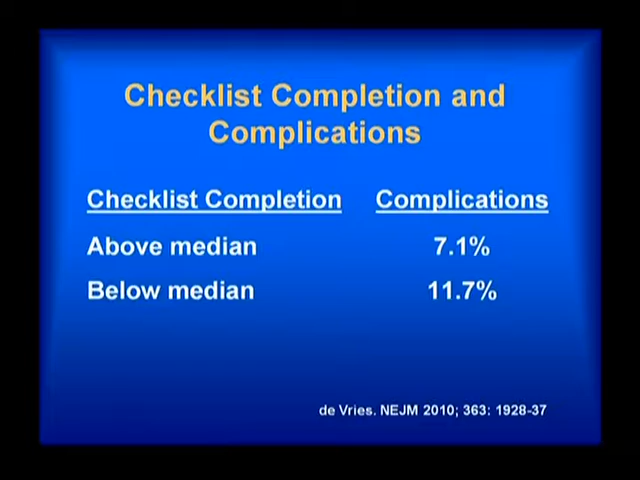 Checklist Completion and
Complications
Checklist Completion Complications
Above median 7.1%
Below median 11.7%
de Vries. NEJM 2010; 363: 1928-37